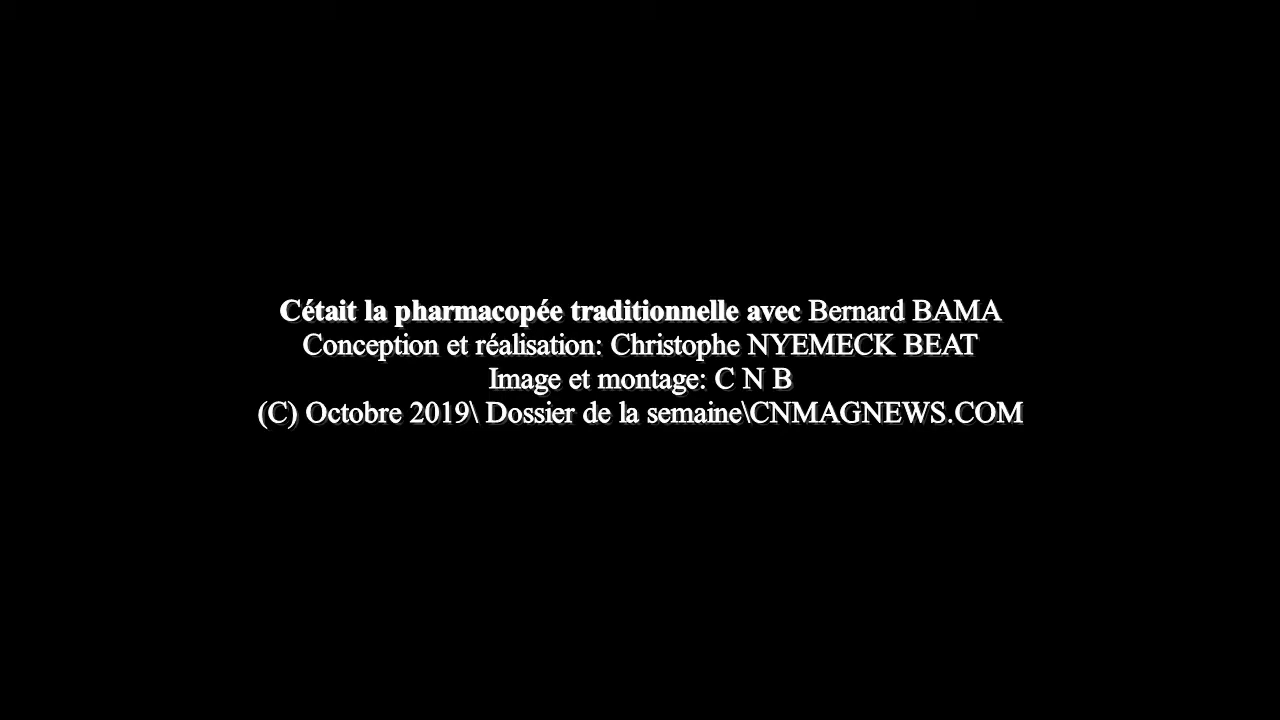 Cétait la pharmacopée traditionnelle avec Bernard BAMA
Conception et réalisation: Christophe NYEMECK BEAT
Image et montage: C N B
(C) Octobre 2019\ Dossier de la semaine\CNMAGNEWS.COM